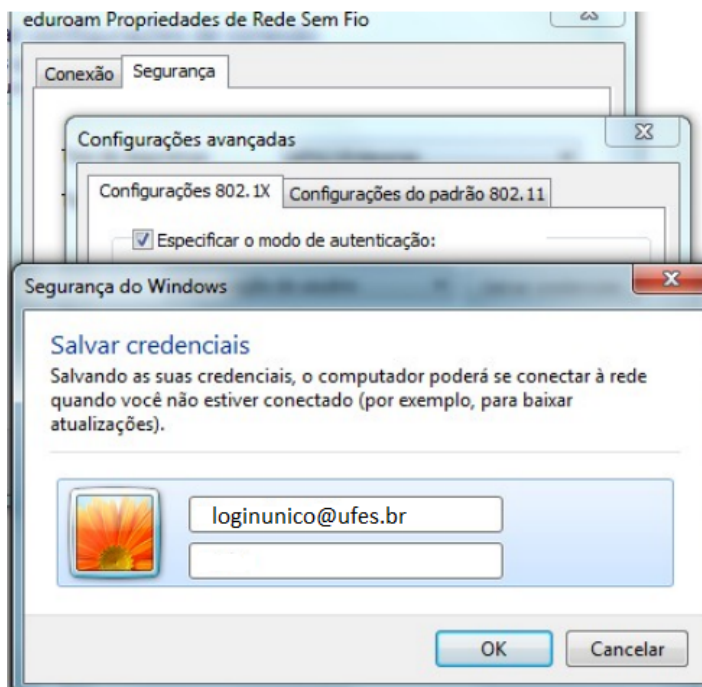 eduroam Propriedades de Rede Sem Fio
Conexão Segurança
Configurações avançadas
Configurações 802.1X Configurações do padrão 802.11
Especificar o modo de autenticação:
Segurança do Windows
Salvar credenciais
Salvando as suas credenciais, o computador poderá se conectar à rede
quando você não estiver conectado (por exemplo, para baixar
atualizações).
loginunico@ufes.br
OK Cancelar